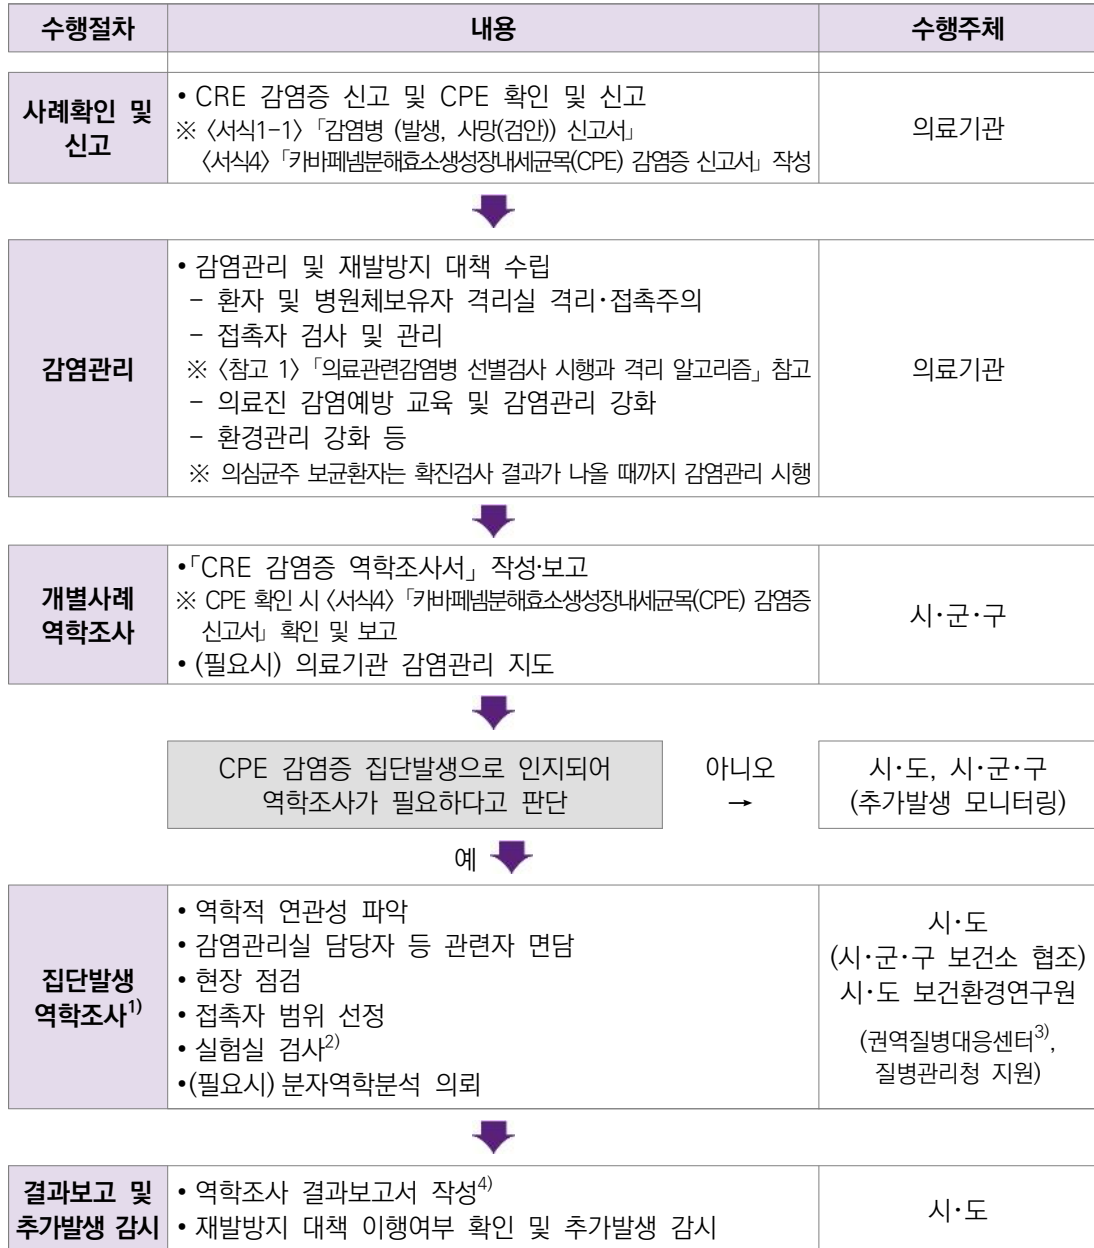 수행절차 내용 수행주체
사례확인 및
신고
• CRE 감염증 신고 및 CPE 확인 및 신고
※ 〈서식1-1〉「감염병 (발생, 사망(검안)) 신고서」
〈서식4〉「카바페넴분해효소생성장내세균목(CPE) 감염증 신고서」 작성
의료기관
감염관리
• 감염관리 및 재발방지 대책 수립
- 환자 및 병원체보유자 격리실 격리·접촉주의
- 접촉자 검사 및 관리
※ 〈참고 1〉「의료관련감염병 선별검사 시행과 격리 알고리즘」 참고
- 의료진 감염예방 교육 및 감염관리 강화
- 환경관리 강화 등
※ 의심균주 보균환자는 확진검사 결과가 나올 때까지 감염관리 시행
의료기관
개별사례
역학조사
•「CRE 감염증 역학조사서」 작성·보고
※ CPE 확인 시 〈서식4〉「카바페넴분해효소생성장내세균목(CPE) 감염증
신고서」 확인 및 보고
• (필요시) 의료기관 감염관리 지도
시·군·구
CPE 감염증 집단발생으로 인지되어
역학조사가 필요하다고 판단
아니오
→
시·도, 시·군·구
(추가발생 모니터링)
예
집단발생
역학조사1)
• 역학적 연관성 파악
• 감염관리실 담당자 등 관련자 면담
• 현장 점검
• 접촉자 범위 선정
• 실험실 검사2)
•(필요시) 분자역학분석 의뢰
시·도
(시·군·구 보건소 협조)
시·도 보건환경연구원
(권역질병대응센터3),
질병관리청 지원)
결과보고 및
추가발생 감시
• 역학조사 결과보고서 작성4)
• 재발방지 대책 이행여부 확인 및 추가발생 감시
시·도